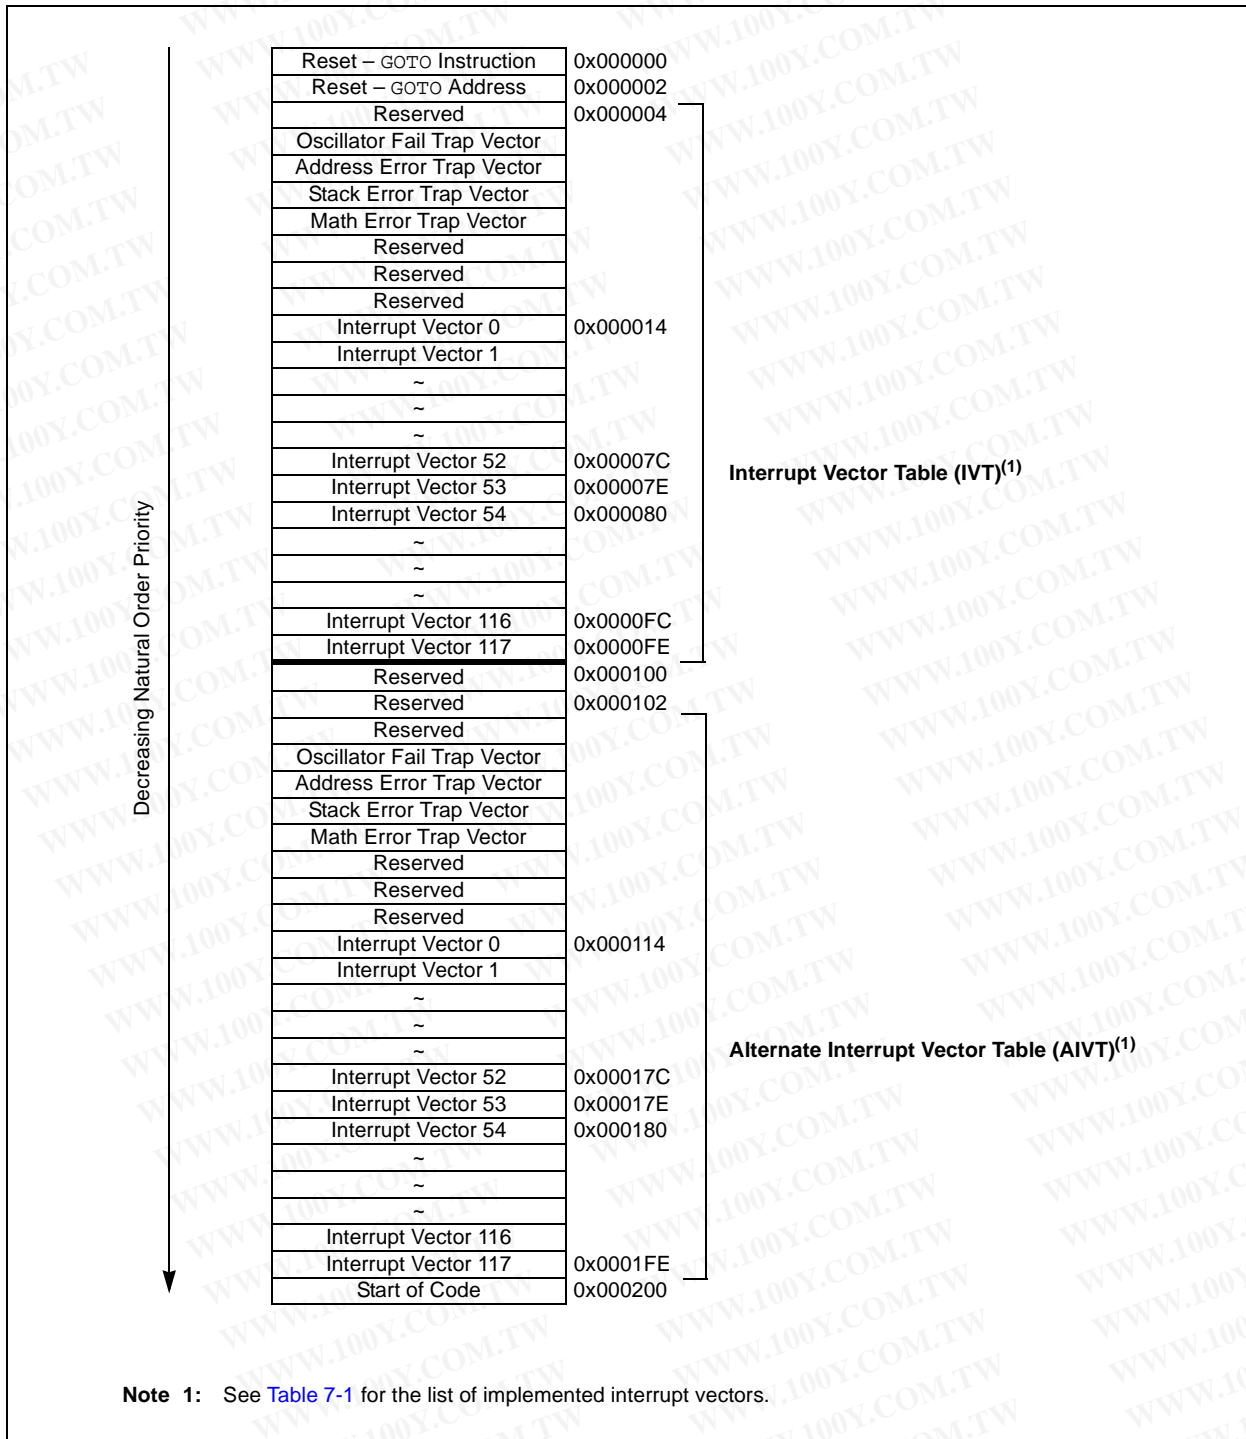 Reset – GOTO Instruction 0x000000
Reset – GOTO Address 0x000002
Reserved 0x000004
Oscillator Fail Trap Vector
Address Error Trap Vector
Stack Error Trap Vector
Math Error Trap Vector
Reserved
Reserved
Reserved
Interrupt Vector 0 0x000014
Interrupt Vector 1
~
~
~
Interrupt Vector 52 0x00007C
Interrupt Vector 53 0x00007E
Interrupt Vector 54 0x000080
~
~
~
Interrupt Vector 116 0x0000FC
Interrupt Vector 117 0x0000FE
Interrupt Vector Table (IVT)(1)
Decreasing Natural Order Priority
Reserved 0x000100
Reserved 0x000102
Reserved
Oscillator Fail Trap Vector
Address Error Trap Vector
Stack Error Trap Vector
Math Error Trap Vector
Reserved
Reserved
Reserved
Interrupt Vector 0 0x000114
Interrupt Vector 1
~
~
~
Interrupt Vector 52 0x00017C
Interrupt Vector 53 0x00017E
Interrupt Vector 54 0x000180
~
~
~
Interrupt Vector 116
Interrupt Vector 117 0x0001FE
Start of Code 0x000200
Alternate Interrupt Vector Table (AIVT)(1)
Note 1: See Table 7-1 for the list of implemented interrupt vectors.
WWW.100Y.COM.TW